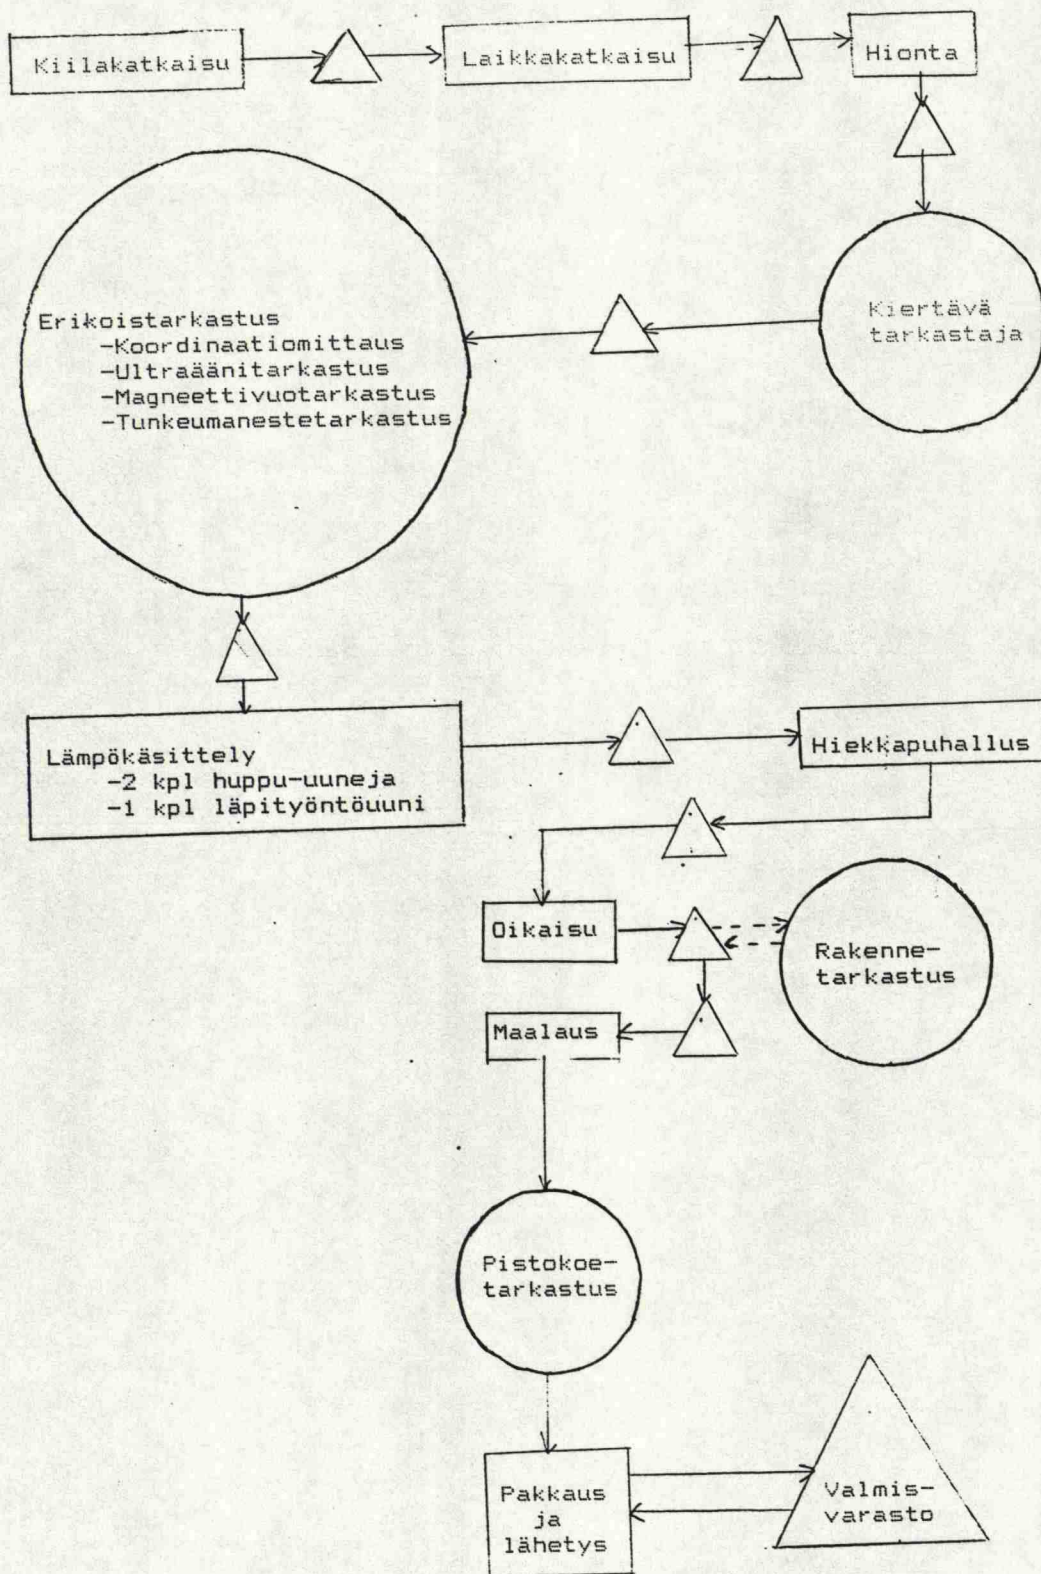 Kiilakatkaisu
Laikkakatkaisu
Hionta
Kiertävä
tarkastaja
Erikoistarkastus
-Koordinaatiomittaus
-Ultraäänitarkastus
-Magneettivuotarkastus
-Tunkeumanestetarkastus
Lämpökäsittely
-2 kpl huppu-uuneja
-1 kpl läpityöntöuuni
Hiekkapuhallus
Oikaisu
Rakenne-
tarkastus
Maalaus
Pistokoe-
tarkastus
Pakkaus
ja
lähetys
Valmis-
varasto